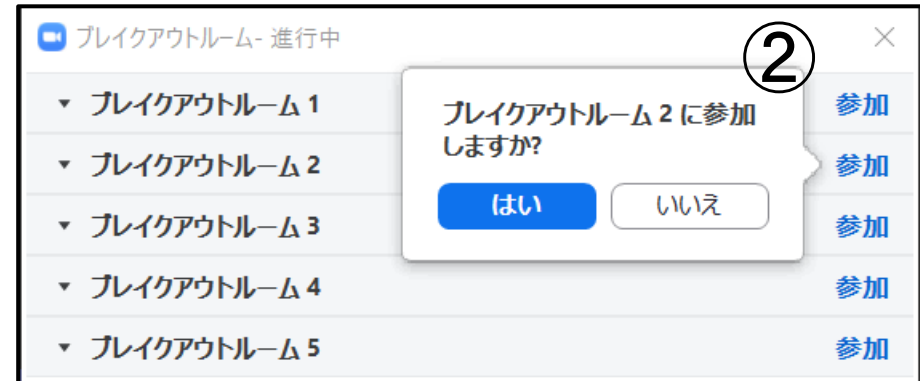 ブレイクアウトルーム- 進行中
②
ブレイクアウトルーム 1 参加
ブレイクアウトルーム 2 に参加
しますか?
はい いいえ
ブレイクアウトルーム 2 参加
ブレイクアウトルーム 3 参加
ブレイクアウトルーム 4 参加
ブレイクアウトルーム 5 参加